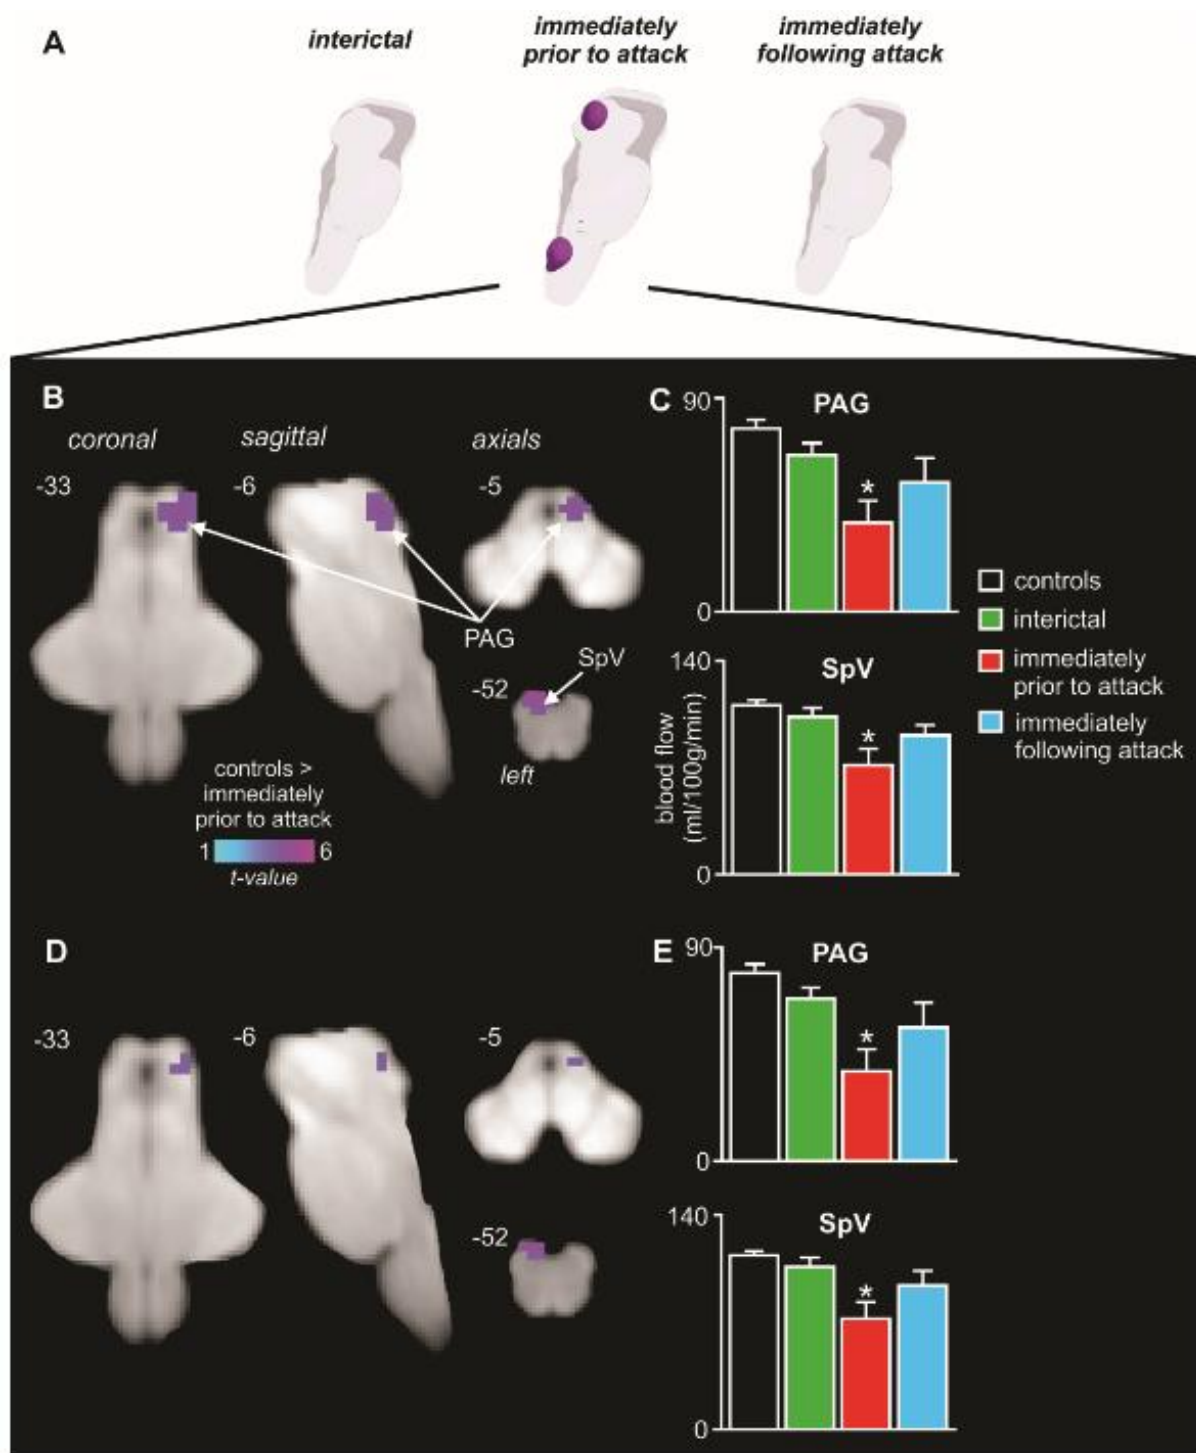 A
interictal
immediately
prior to attack
immediately
following attack
B
coronal
sagittal
axials
-33
-6
-5
PAG
SpV
-52
left
controls >
immediately
prior to attack
1
6
t-value
C
90
PAG
0
140
SpV
blood flow
(ml/100g/min)
0
*
*
controls
interictal
immediately
prior to attack
immediately
following attack
D
-33
-6
-5
-52
E
90
PAG
*
0
140
SpV
*
0